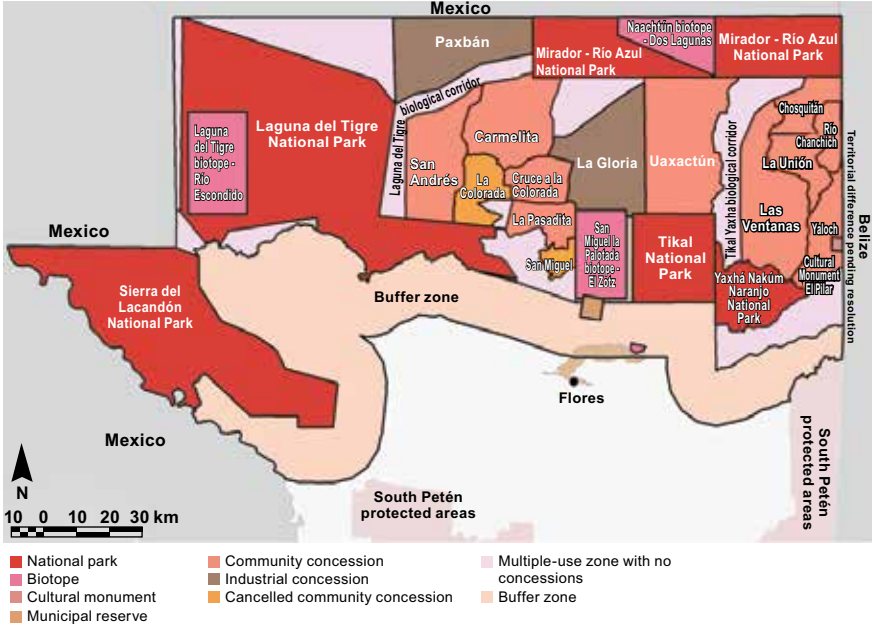 Mexico
Paxbán
Naachtún biotope
- Dos Lagunas
Mirador - Río Azul
National Park
Mirador - Río Azul
National Park
Laguna del Tigre
biological corridor
Laguna del Tigre
National Park
Laguna
del Tigre
biotope -
Río
Escondido
San
Andrés
Carmelita
La
Colorada
Cruce a la
Colorada
La Gloria
Uaxactún
Tikal Yaxha biological corridor
Chosquitán
Río
Chanchich
La Unión
Las
Ventanas
Yaloch
Cultural
Monument
El Pilar
Territorial difference pending resolution
Belize
La Pasadita
San Miguel
San
Miguel la
Palotada
biotope -
El Zotz
Tikal
National
Park
Yaxhá Nakúm
Naranjo
National
Park
Mexico
Sierra del
Lacandón
National Park
Buffer zone
Flores
Mexico
South Petén
protected areas
South Petén
protected areas
N
10 0 10 20 30 km
National park
Biotope
Cultural monument
Municipal reserve
Community concession
Industrial concession
Cancelled community concession
Multiple-use zone with no
concessions
Buffer zone